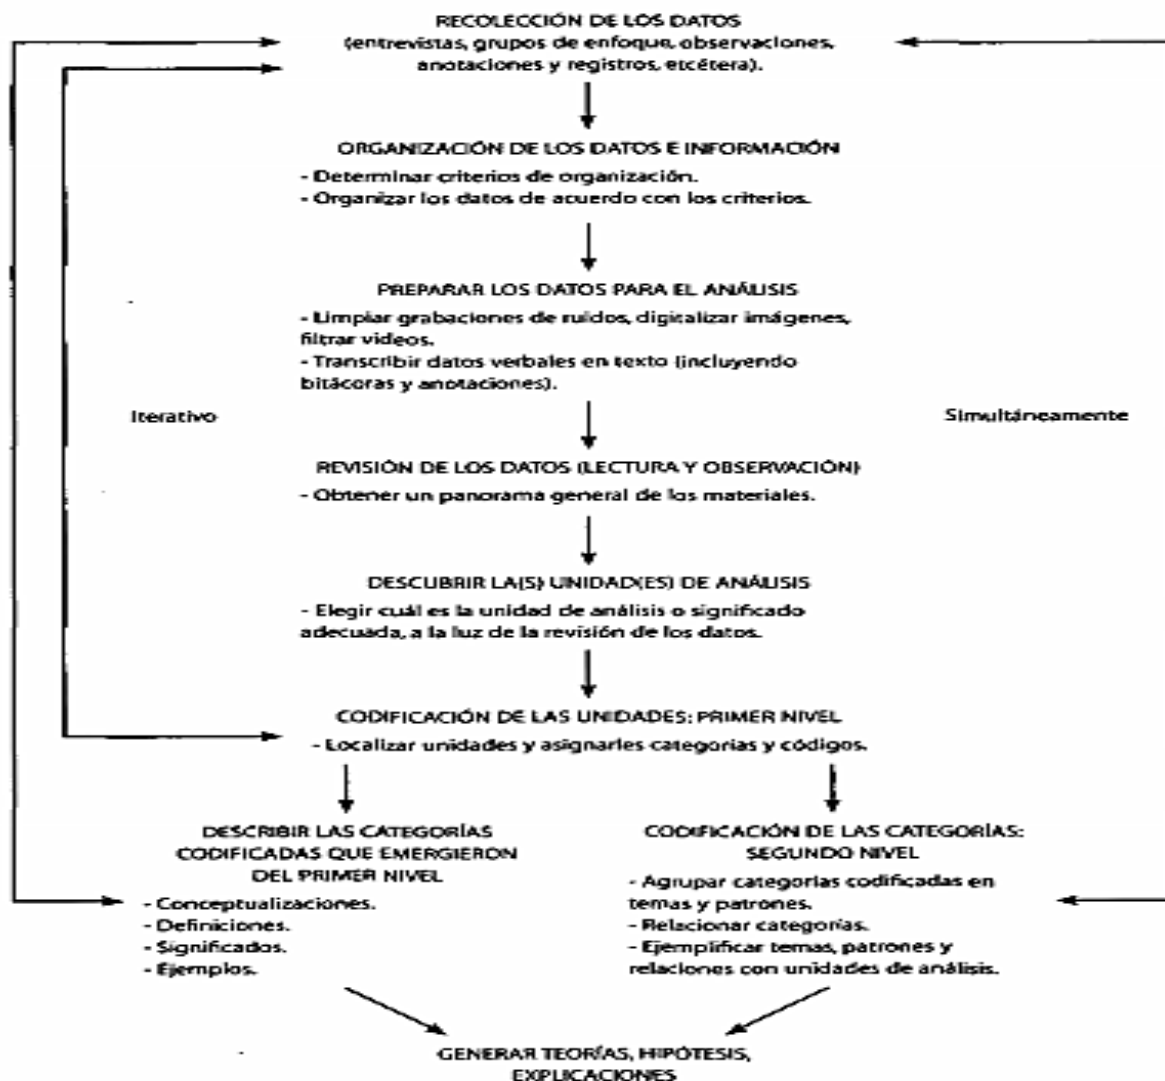 RECOLECCIÓN DE LOS DATOS
(entrevistas, grupos de enfoque, observaciones,
anotaciones y registros, etcétera).
ORGANIZACIÓN DE LOS DATOS E INFORMACIÓN
- Determinar criterios de organización.
- Organizar los datos de acuerdo con los criterios.
PREPARAR LOS DATOS PARA EL ANÁLISIS
- Limpiar grabaciones de ruidos, digitalizar imágenes,
filtrar videos.
- Transcribir datos verbales en texto (incluyendo
bitácoras y anotaciones).
Iterativo
Simultáneamente
REVISIÓN DE LOS DATOS (LECTURA Y OBSERVACIÓN)
- Obtener un panorama general de los materiales.
DESCUBRIR LA(S) UNIDAD(ES) DE ANÁLISIS
- Elegir cuál es la unidad de análisis o significado
adecuada, a la luz de la revisión de los datos.
CODIFICACIÓN DE LAS UNIDADES: PRIMER NIVEL
- Localizar unidades y asignarles categorías y códigos.
DESCRIBIR LAS CATEGORÍAS
CODIFICADAS QUE EMERGIERON
DEL PRIMER NIVEL
- Conceptualizaciones.
- Definiciones.
- Significados.
- Ejemplos.
CODIFICACIÓN DE LAS CATEGORÍAS:
SEGUNDO NIVEL
- Agrupar categorías codificadas en
temas y patrones.
- Relacionar categorías.
- Ejemplificar temas, patrones y
relaciones con unidades de análisis.
GENERAR TEORÍAS, HIPÓTESIS,
EXPLICACIONES